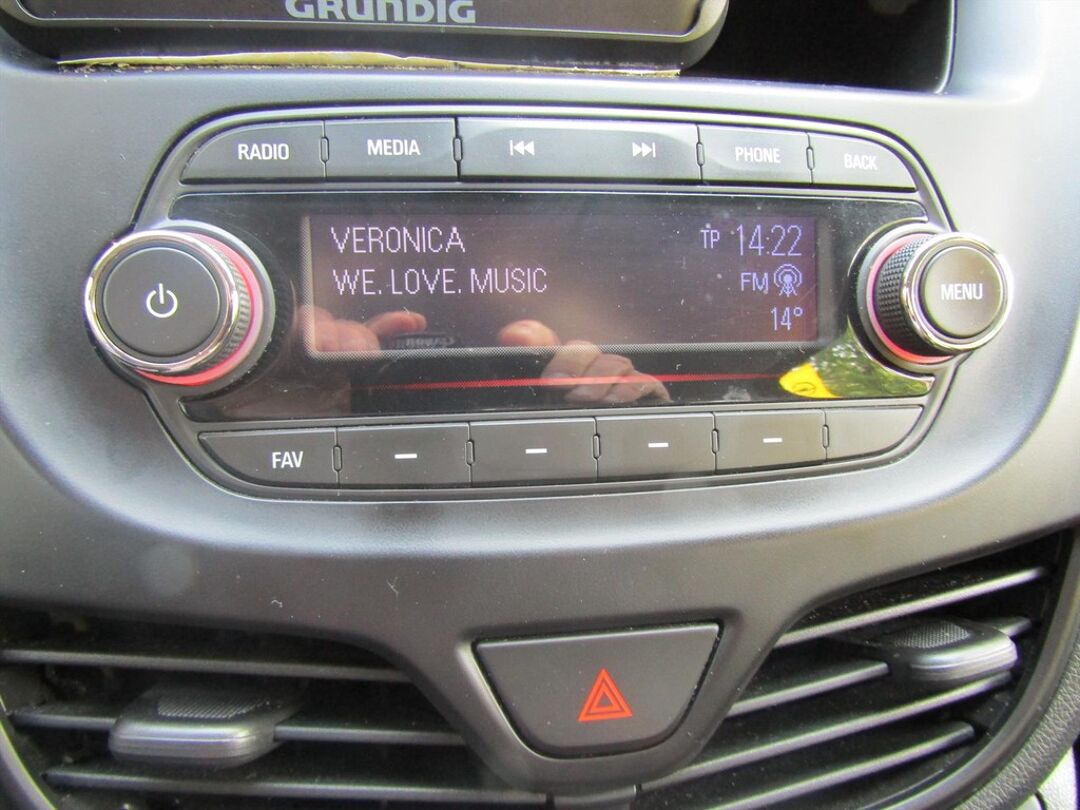 GRUNDIG
RADIO MEDIA PHONE BACK
VERONICA TP 14:22
WE. LOVE. MUSIC FM
14°
MENU
FAV